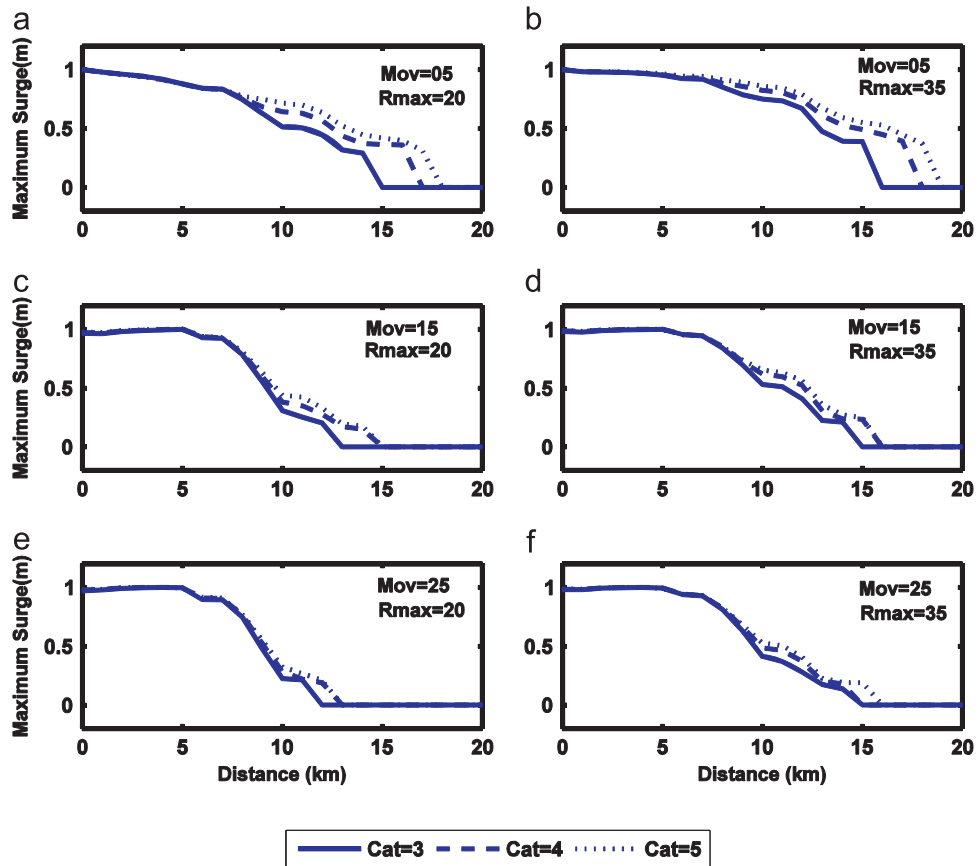 a
b
Maximum Surge(m)
1
0.5
0
Mov=05
Rmax=20
0 5 10 15 20
1
0.5
0
Mov=05
Rmax=35
0 5 10 15 20
c
d
Maximum Surge(m)
1
0.5
0
Mov=15
Rmax=20
0 5 10 15 20
1
0.5
0
Mov=15
Rmax=35
0 5 10 15 20
e
f
Maximum Surge(m)
1
0.5
0
Mov=25
Rmax=20
0 5 10 15 20
Distance (km)
1
0.5
0
Mov=25
Rmax=35
0 5 10 15 20
Distance (km)
Cat=3 Cat=4 Cat=5